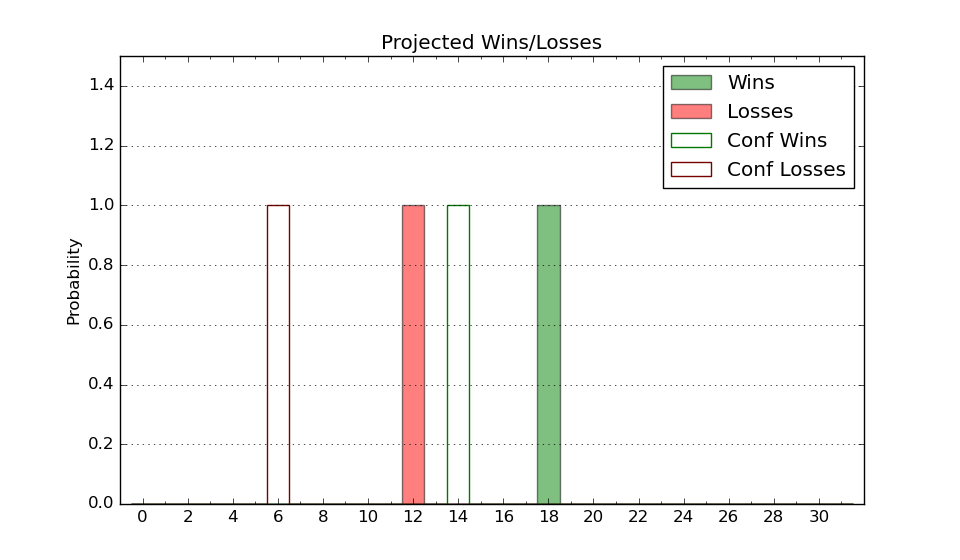 Projected Wins/Losses
Wins
Losses
Conf Wins
Conf Losses
Probability
1.4
1.2
1.0
0.8
0.6
0.4
0.2
0.0
0 2 4 6 8 10 12 14 16 18 20 22 24 26 28 30